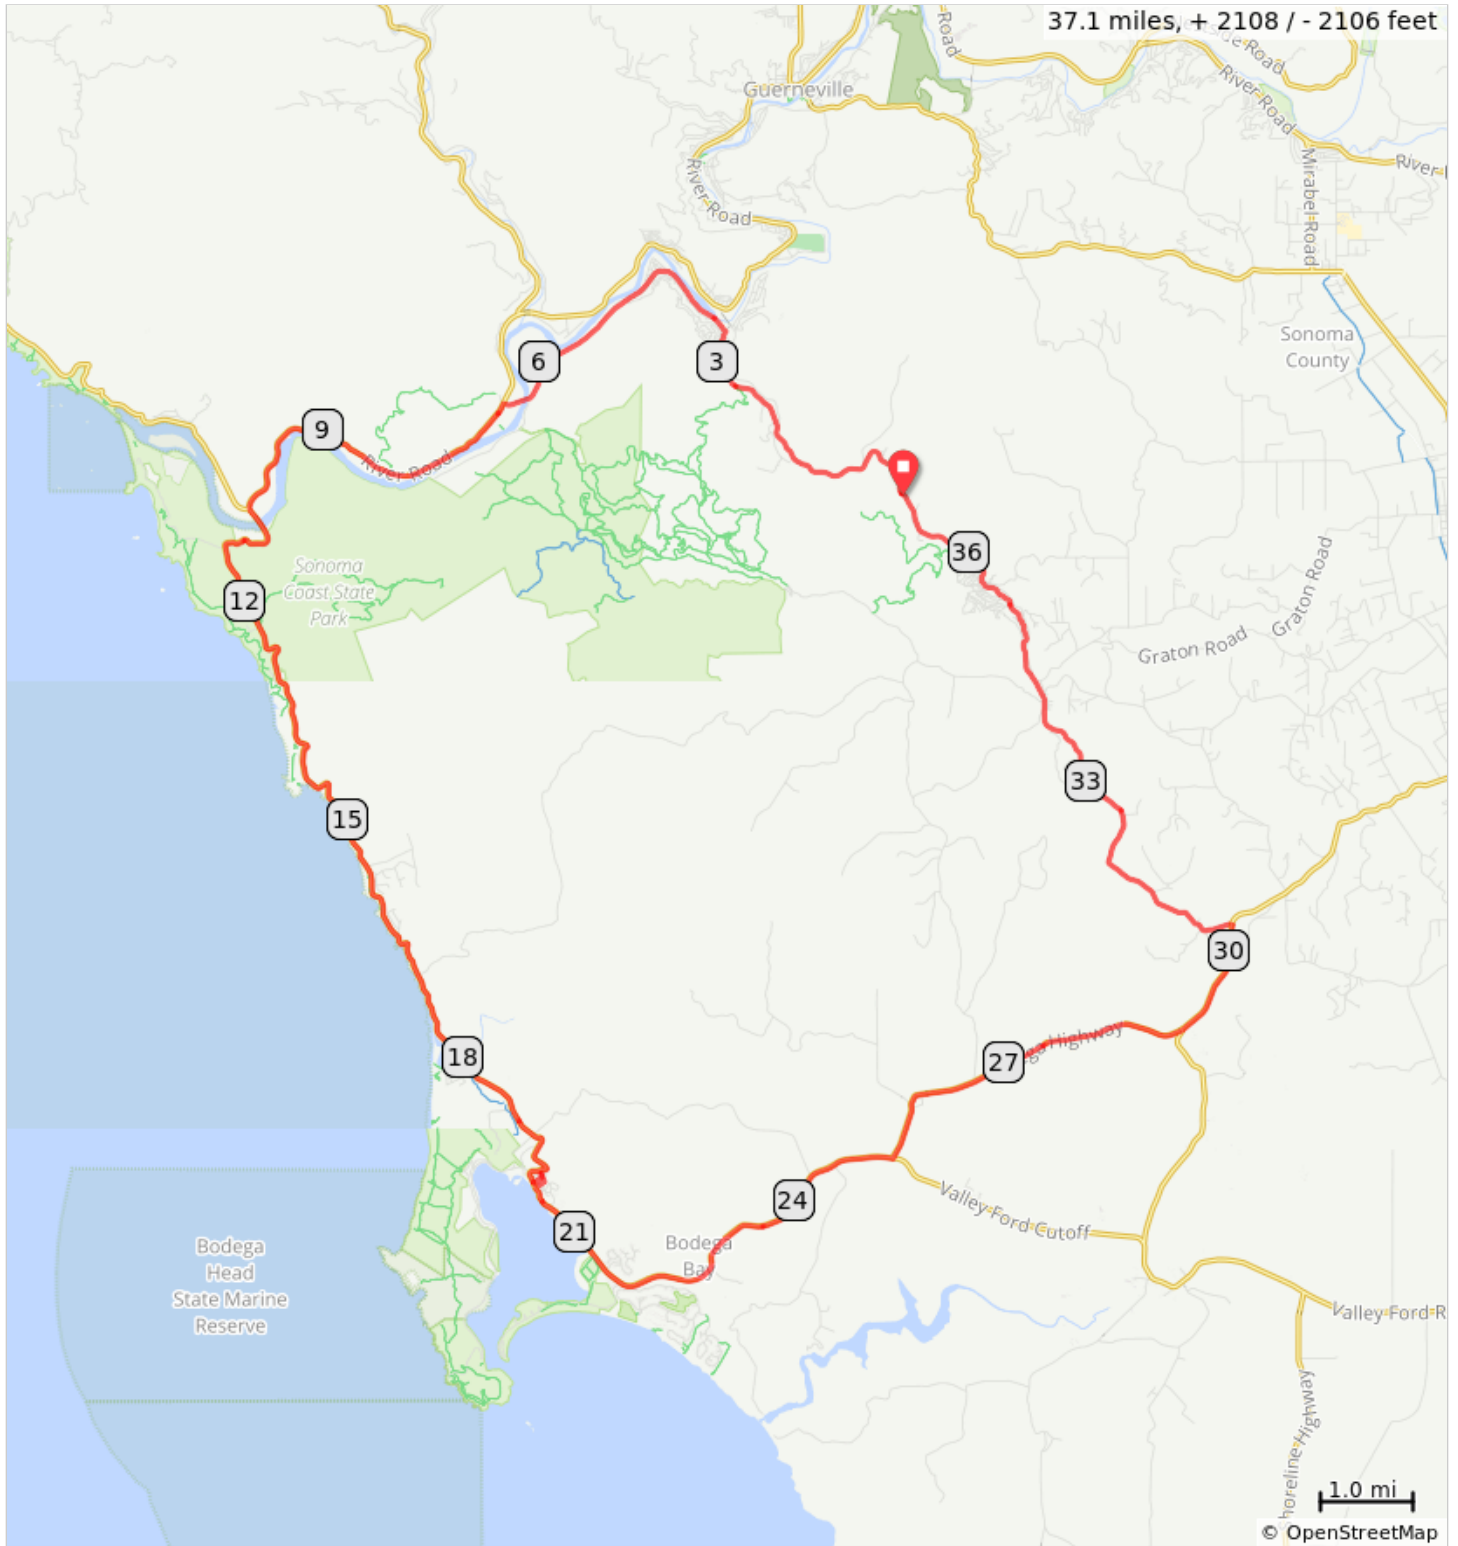 37.1 miles, + 2108 / - 2106 feet
Road
side Road
River Road
Guerneville
River
Mirabel Road
River Road
Sonoma
County
3
6
9
River Road
36
Graton Road
Graton Road
Sonoma
Coast State
Park
12
33
15
30
18
27
ga Highway
24
Valley Ford Cutoff
21
Bodega
Bay
Bodega
Head
State Marine
Reserve
Valley Ford R
Shoreline Highway
1.0 mi
© OpenStreetMap